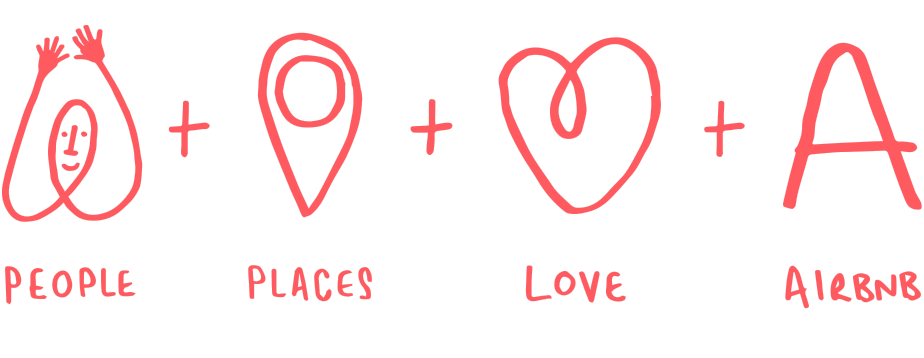 + + + A
PEOPLE PLACES LOVE AIRBNB